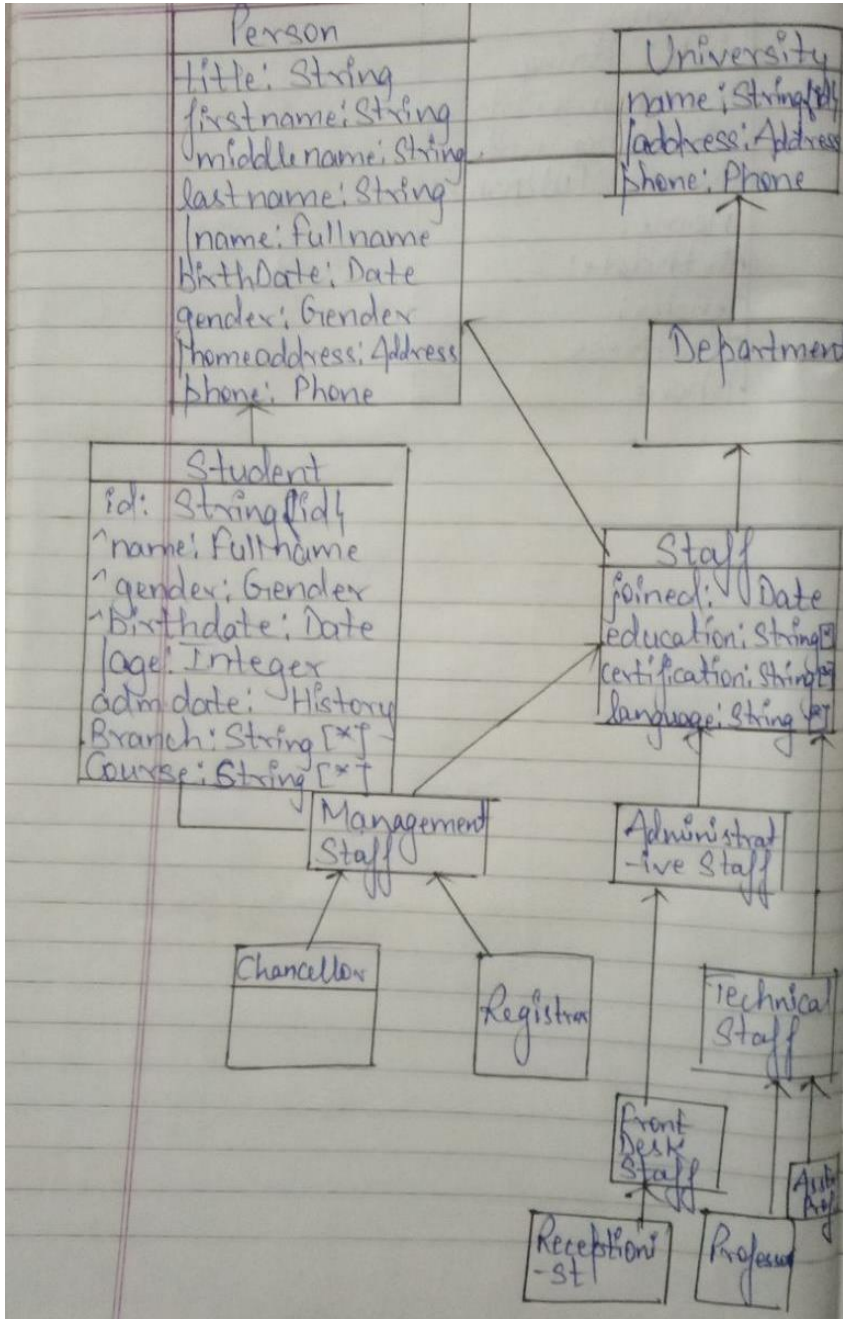 Person
title: String
firstname: String
middlename: String
lastname: String
/name: fullname
birthDate: Date
gender: Gender
/homeaddress: Address
phone: Phone
University
name: String{id}
/address: Address
phone: Phone
Department
Student
id: String{id}
^name: Fullname
^gender: Gender
^birthdate: Date
/age: Integer
adm date: History
Branch: String [*]
Course: String [*]
Staff
joined: Date
education: String[*]
certification: String[*]
language: String [*]
Management
Staff
Administrat
-ive Staff
Chancellor
Registrar
Technical
Staff
Front
Desk
Staff
Asst.
Prof
Receptioni
-st
Professor